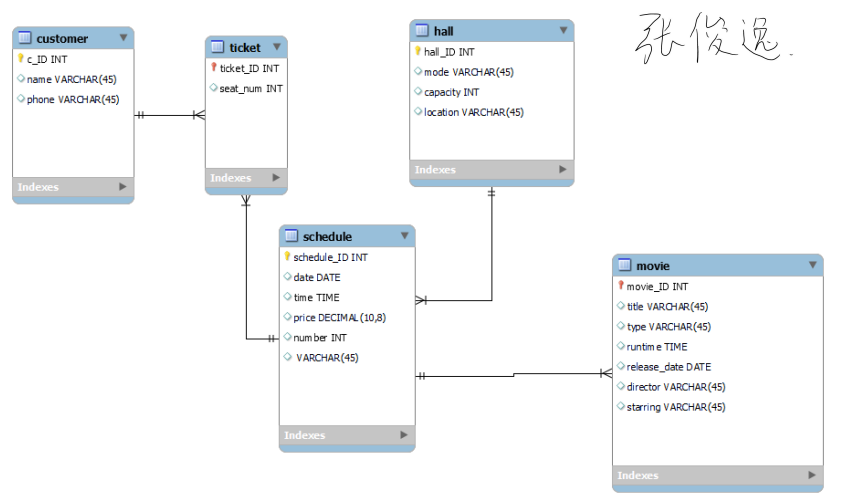 张俊逸.
customer
c_ID INT
name VARCHAR(45)
phone VARCHAR(45)
Indexes
ticket
ticket_ID INT
seat_num INT
Indexes
hall
hall_ID INT
mode VARCHAR(45)
capacity INT
location VARCHAR(45)
Indexes
schedule
schedule_ID INT
date DATE
time TIME
price DECIMAL(10,8)
number INT
VARCHAR(45)
Indexes
movie
movie_ID INT
title VARCHAR(45)
type VARCHAR(45)
runtime TIME
release_date DATE
director VARCHAR(45)
starring VARCHAR(45)
Indexes